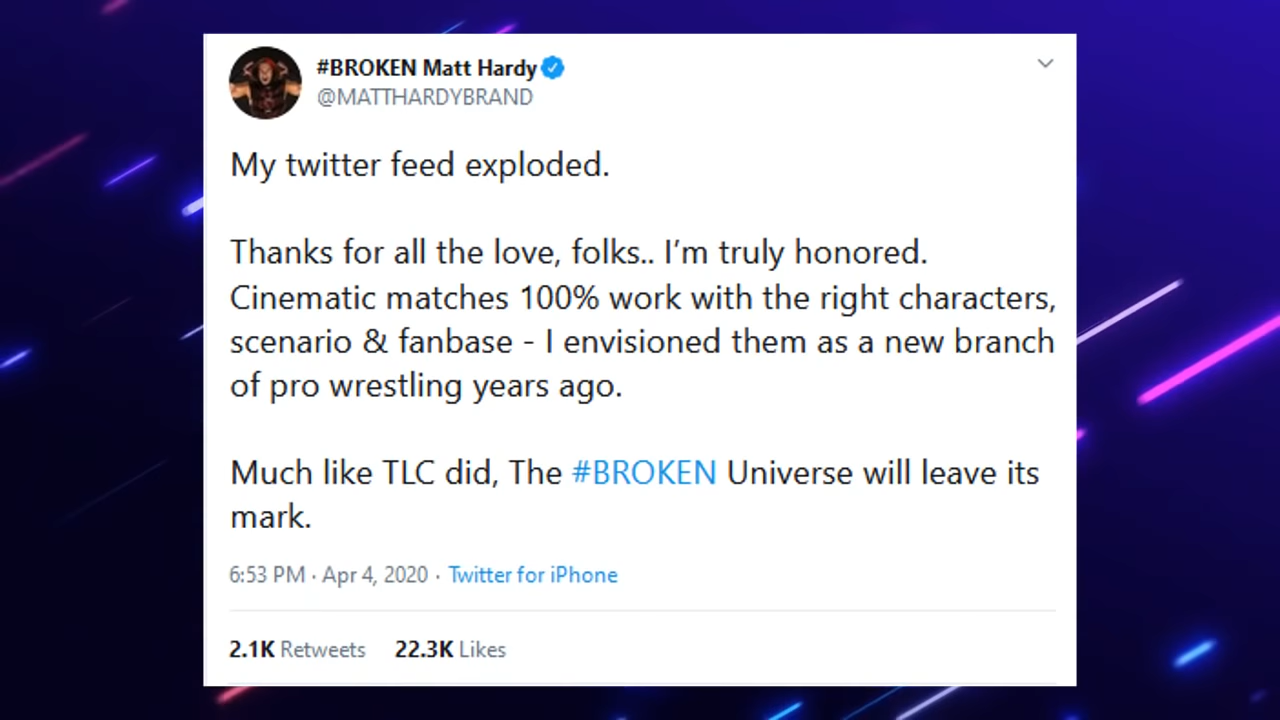 #BROKEN Matt Hardy
@MATTHARDYBRAND
My twitter feed exploded.
Thanks for all the love, folks.. I’m truly honored.
Cinematic matches 100% work with the right characters,
scenario & fanbase - I envisioned them as a new branch
of pro wrestling years ago.
Much like TLC did, The #BROKEN Universe will leave its
mark.
6:53 PM · Apr 4, 2020 · Twitter for iPhone
2.1K Retweets 22.3K Likes